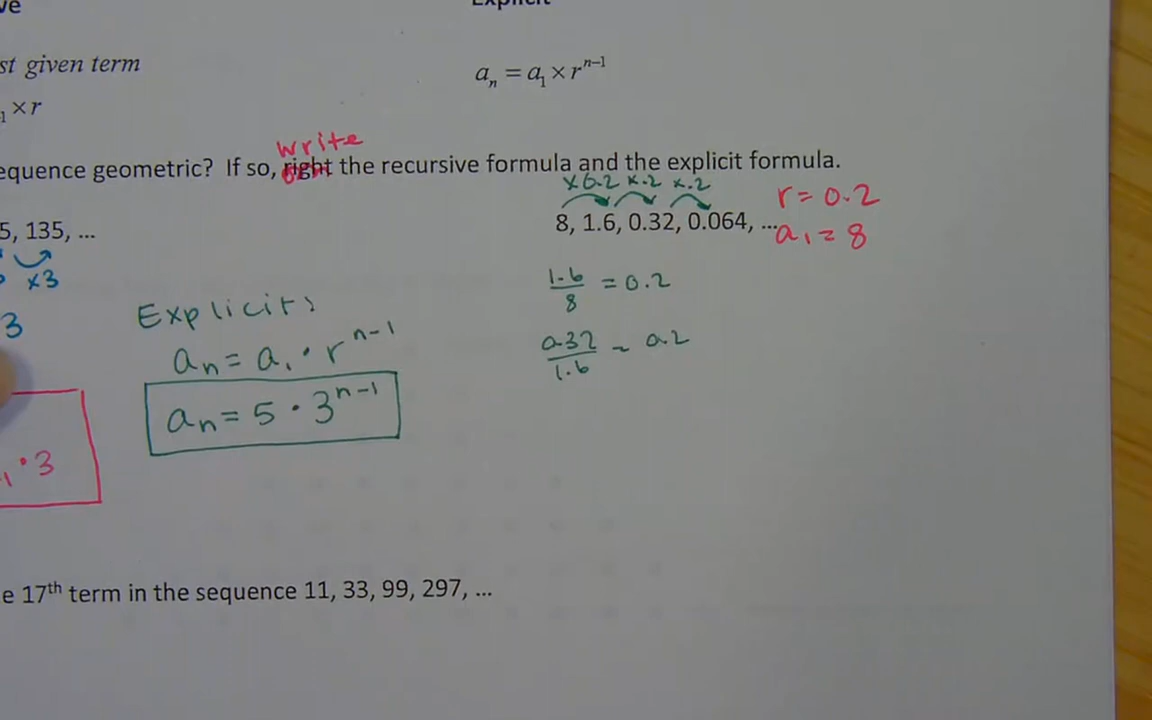 ve
Explicit
st given term
aₙ = a₁ × rⁿ⁻¹
₁ × r
write
equence geometric? If so, right the recursive formula and the explicit formula.
×0.2 ×.2 ×.2
8, 1.6, 0.32, 0.064, ...
r = 0.2
a₁ = 8
5, 135, ...
×3
3
1.6/8 = 0.2
0.32/1.6 = 0.2
Explicit:
aₙ = a₁ · rⁿ⁻¹
aₙ = 5 · 3ⁿ⁻¹
₁ · 3
e 17th term in the sequence 11, 33, 99, 297, ...